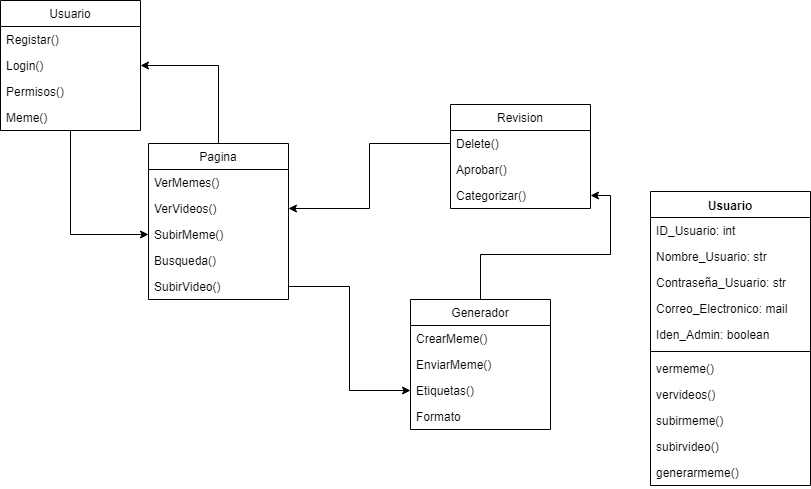 Usuario
Registar()
Login()
Permisos()
Meme()
Pagina
VerMemes()
VerVideos()
SubirMeme()
Busqueda()
SubirVideo()
Revision
Delete()
Aprobar()
Categorizar()
Generador
CrearMeme()
EnviarMeme()
Etiquetas()
Formato
Usuario
ID_Usuario: int
Nombre_Usuario: str
Contraseña_Usuario: str
Correo_Electronico: mail
Iden_Admin: boolean
vermeme()
vervideos()
subirmeme()
subirvideo()
generarmeme()